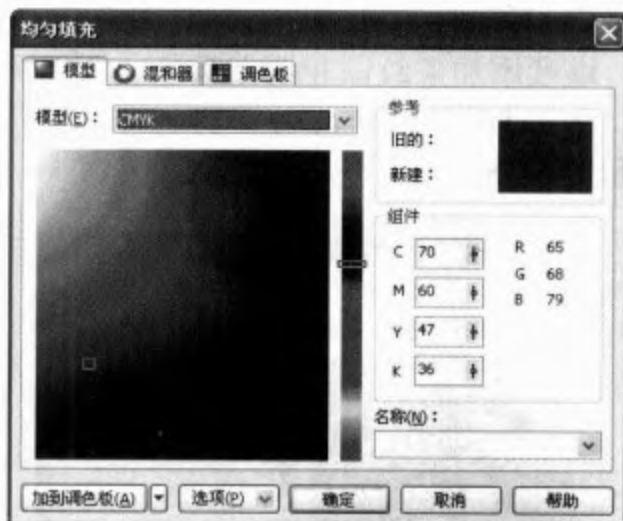 均匀填充
模型 混和器 调色板
模型(E)： CMYK
参考
旧的：
新建：
组件
C 70 R 65
M 60 G 68
B 79
Y 47
K 36
名称(N)：
加到调色板(A) 选项(P) 确定 取消 帮助